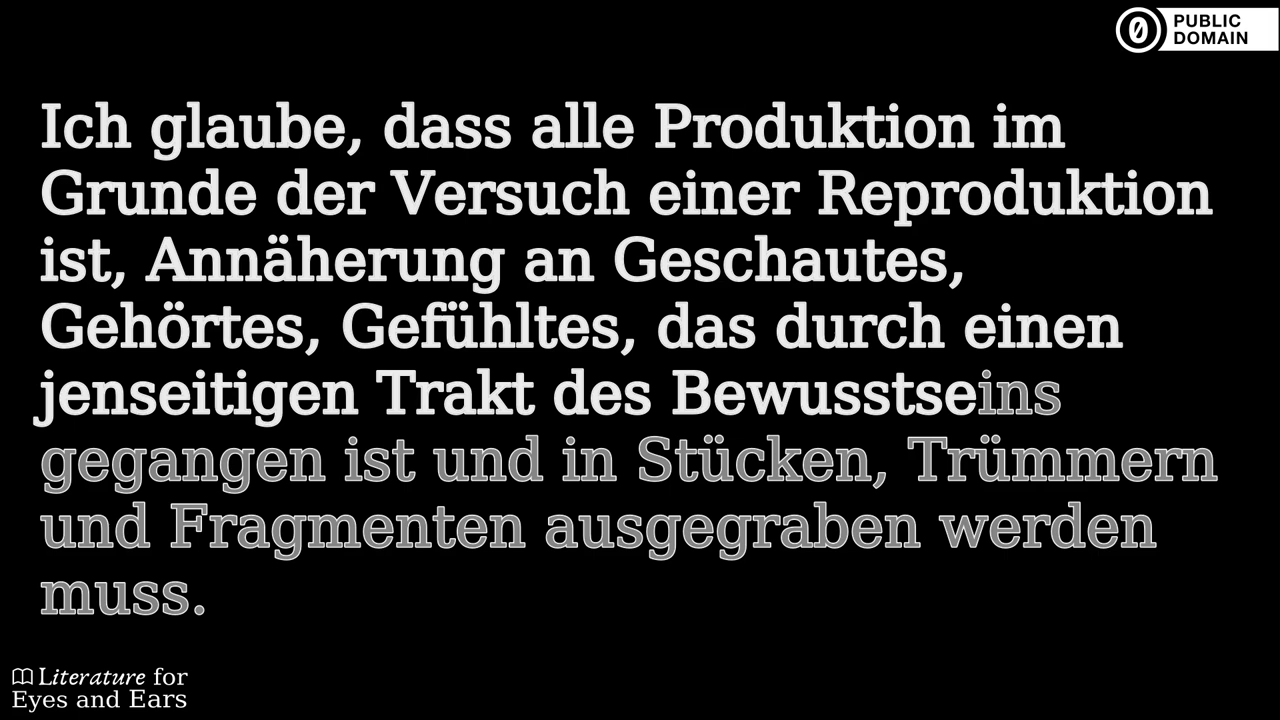 PUBLIC
DOMAIN
Ich glaube, dass alle Produktion im
Grunde der Versuch einer Reproduktion
ist, Annäherung an Geschautes,
Gehörtes, Gefühltes, das durch einen
jenseitigen Trakt des Bewusstseins
gegangen ist und in Stücken, Trümmern
und Fragmenten ausgegraben werden
muss.
Literature for
Eyes and Ears